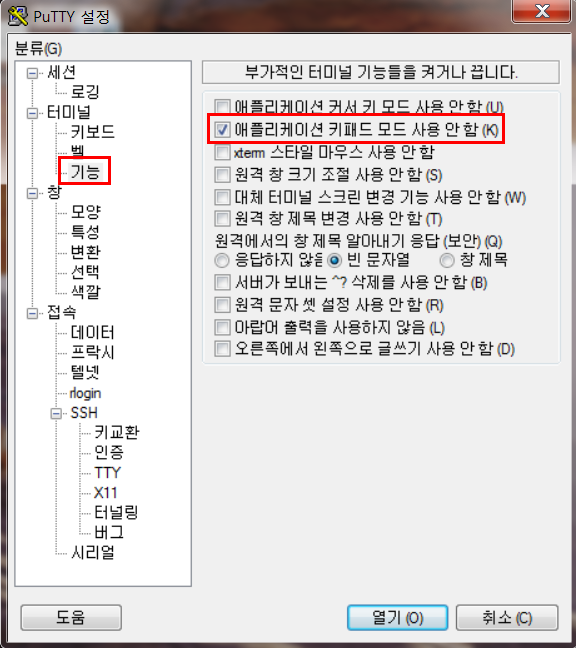 PuTTY 설정
분류(G)
세션
로깅
터미널
키보드
벨
기능
창
모양
특성
변환
선택
색깔
접속
데이터
프락시
텔넷
rlogin
SSH
키교환
인증
TTY
X11
터널링
버그
시리얼
부가적인 터미널 기능들을 켜거나 끕니다.
애플리케이션 커서 키 모드 사용 안 함 (U)
애플리케이션 키패드 모드 사용 안 함 (K)
xterm 스타일 마우스 사용 안 함
원격 창 크기 조절 사용 안 함 (S)
대체 터미널 스크린 변경 기능 사용 안 함 (W)
원격 창 제목 변경 사용 안 함 (T)
원격에서의 창 제목 알아내기 응답 (보안) (Q)
응답하지 않음 빈 문자열 창 제목
서버가 보내는 ^? 삭제를 사용 안 함 (B)
원격 문자 셋 설정 사용 안 함 (R)
아랍어 출력을 사용하지 않음 (L)
오른쪽에서 왼쪽으로 글쓰기 사용 안 함 (D)
도움 열기 (O) 취소 (C)